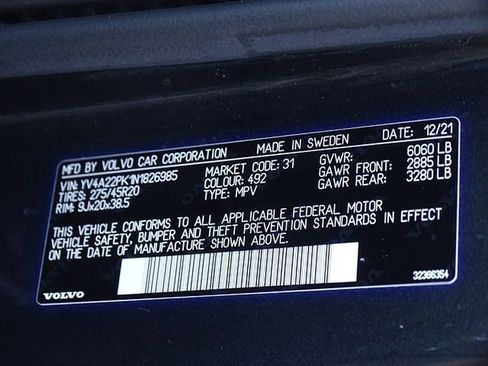 MFD BY VOLVO CAR CORPORATION MADE IN SWEDEN DATE: 12/21
VIN: YV4A22PK1N1826985 MARKET CODE: 31 GVWR: 6060 LB
TIRES: 275/45R20 COLOUR: 492 GAWR FRONT: 2885 LB
RIM: 9Jx20x38.5 TYPE: MPV GAWR REAR: 3280 LB
THIS VEHICLE CONFORMS TO ALL APPLICABLE FEDERAL MOTOR
VEHICLE SAFETY, BUMPER AND THEFT PREVENTION STANDARDS IN EFFECT
ON THE DATE OF MANUFACTURE SHOWN ABOVE.
VOLVO 32366354